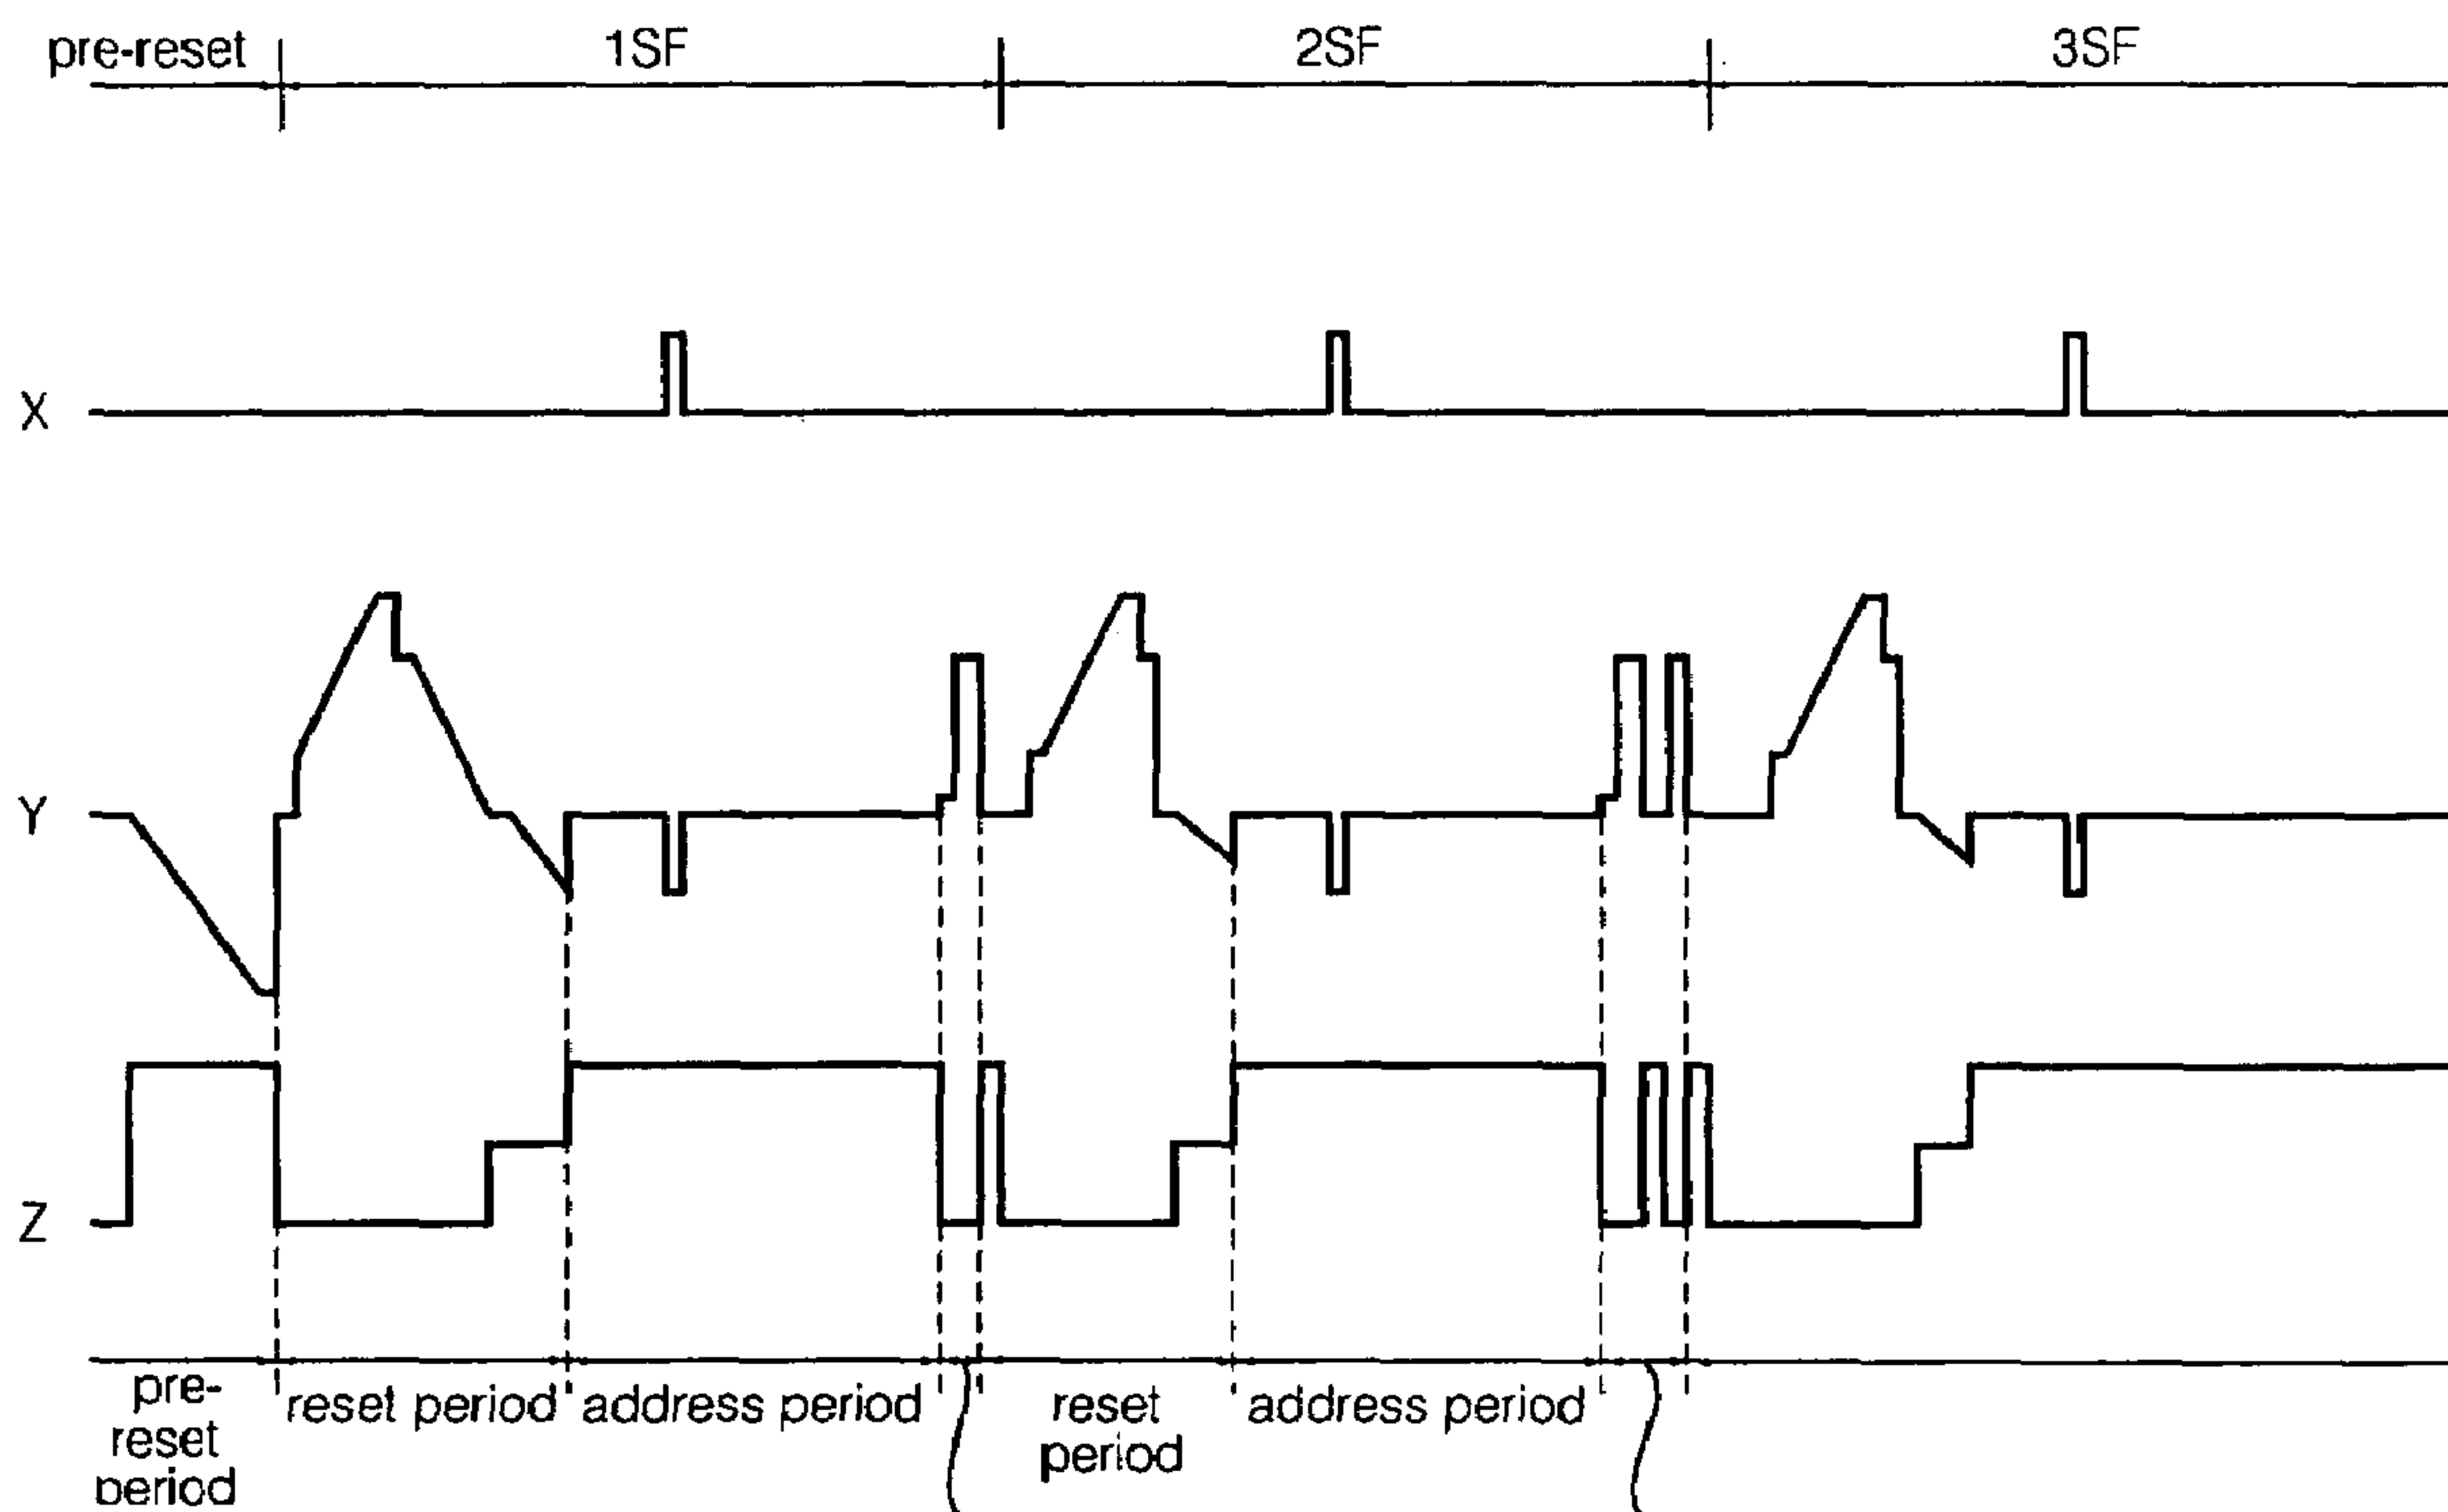 pre-reset 1SF 2SF 3SF
X
Y
Z
pre-
reset
period
reset period
address period
reset
period
address period